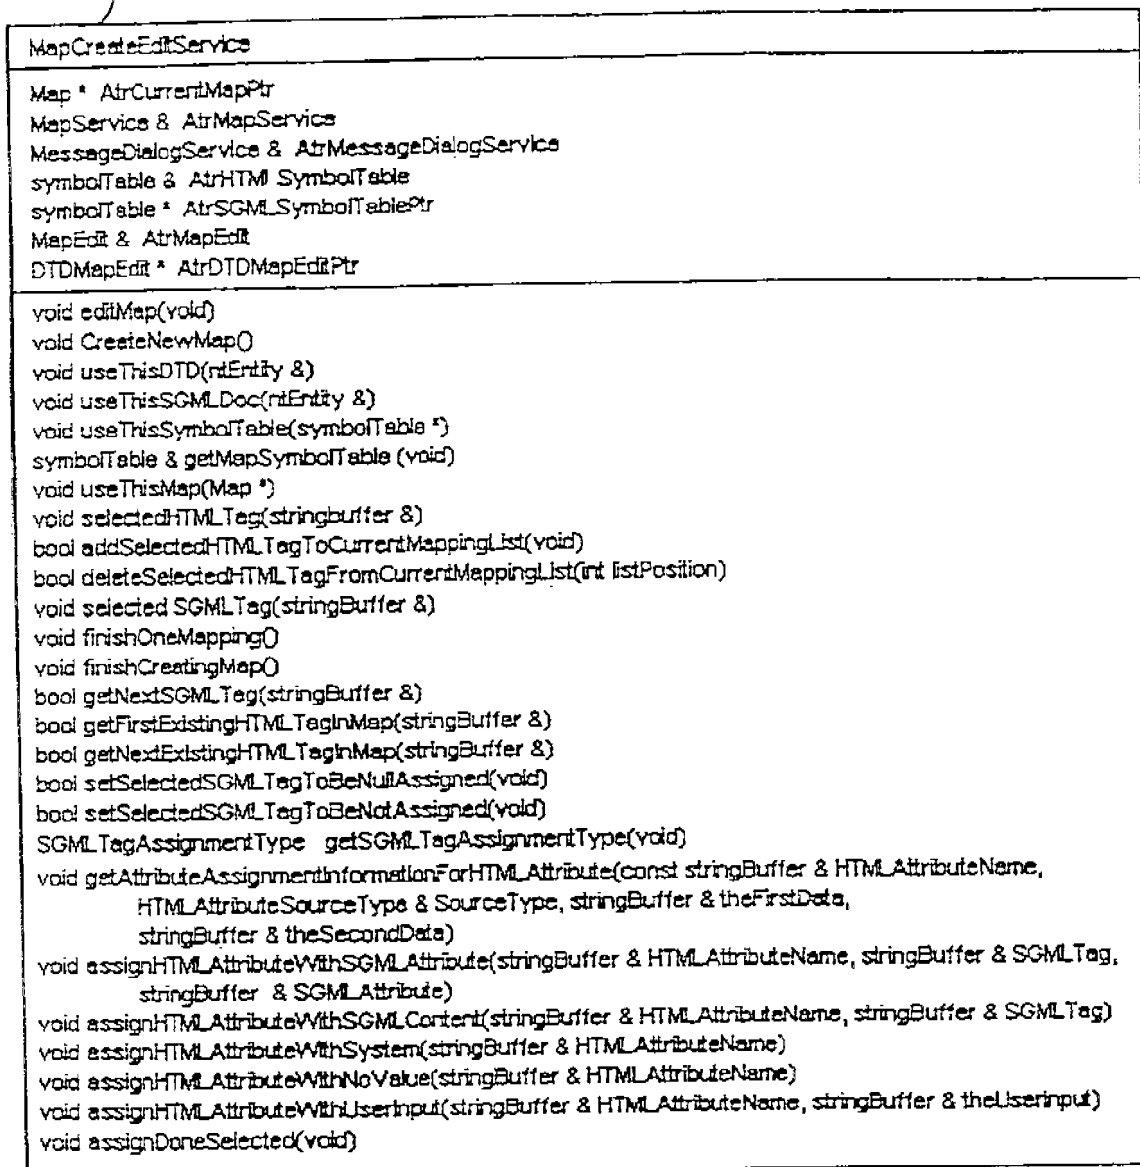 MapCreateEditService
Map * AtrCurrentMapPtr
MapService & AtrMapService
MessageDialogService & AtrMessageDialogService
symbolTable & AtrHTMLSymbolTable
symbolTable * AtrSGMLSymbolTablePtr
MapEdit & AtrMapEdit
DTDMapEdit * AtrDTDMapEditPtr
void editMap(void)
void CreateNewMap()
void useThisDTD(ntEntity &)
void useThisSGMLDoc(ntEntity &)
void useThisSymbolTable(symbolTable *)
symbolTable & getMapSymbolTable (void)
void useThisMap(Map *)
void selectedHTMLTag(stringbuffer &)
bool addSelectedHTMLTagToCurrentMappingList(void)
bool deleteSelectedHTMLTagFromCurrentMappingList(int listPosition)
void selected SGMLTag(stringBuffer &)
void finishOneMapping()
void finishCreatingMap()
bool getNextSGMLTag(stringBuffer &)
bool getFirstExistingHTMLTagInMap(stringBuffer &)
bool getNextExistingHTMLTagInMap(stringBuffer &)
bool setSelectedSGMLTagToBeNullAssigned(void)
bool setSelectedSGMLTagToBeNotAssigned(void)
SGMLTagAssignmentType getSGMLTagAssignmentType(void)
void getAttributeAssignmentInformationForHTMLAttribute(const stringBuffer & HTMLAttributeName,
HTMLAttributeSourceType & SourceType, stringBuffer & theFirstData,
stringBuffer & theSecondData)
void assignHTMLAttributeWithSGMLAttribute(stringBuffer & HTMLAttributeName, stringBuffer & SGMLTag,
stringBuffer & SGMLAttribute)
void assignHTMLAttributeWithSGMLContent(stringBuffer & HTMLAttributeName, stringBuffer & SGMLTag)
void assignHTMLAttributeWithSystem(stringBuffer & HTMLAttributeName)
void assignHTMLAttributeWithNoValue(stringBuffer & HTMLAttributeName)
void assignHTMLAttributeWithUserInput(stringBuffer & HTMLAttributeName, stringBuffer & theUserInput)
void assignDoneSelected(void)